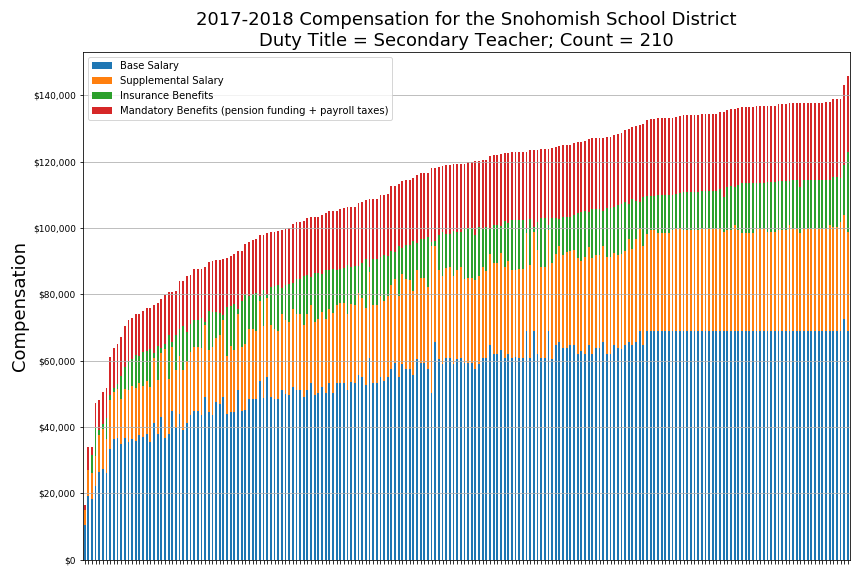 2017-2018 Compensation for the Snohomish School District
Duty Title = Secondary Teacher; Count = 210
Base Salary
Supplemental Salary
Insurance Benefits
Mandatory Benefits (pension funding + payroll taxes)
Compensation
$140,000
$120,000
$100,000
$80,000
$60,000
$40,000
$20,000
$0